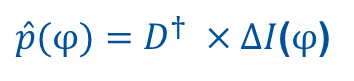 p̂(φ) = D† × ΔI(φ)